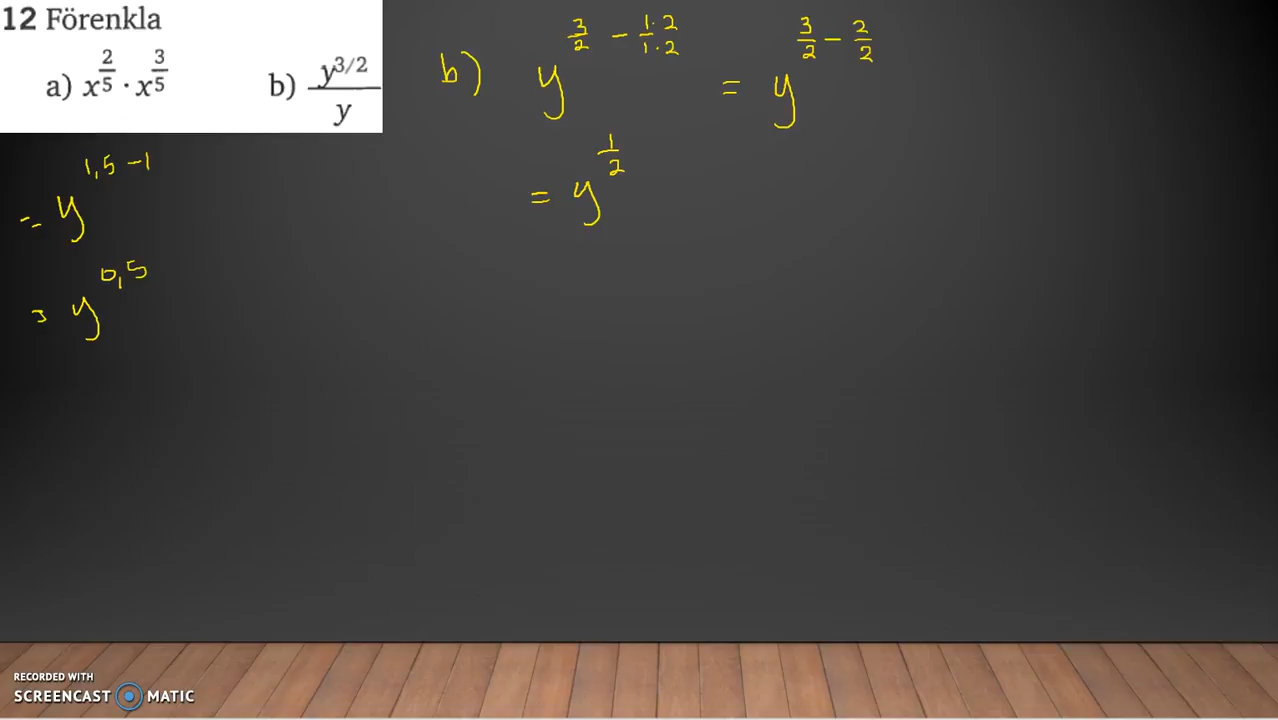 12 Förenkla
a) x^{2/5} · x^{3/5}
b) y^{3/2} / y
b) y^{3/2 − 1·2/1·2} = y^{3/2 − 2/2}
= y^{1/2}
= y^{1,5 − 1}
= y^{0,5}
RECORDED WITH
SCREENCAST MATIC